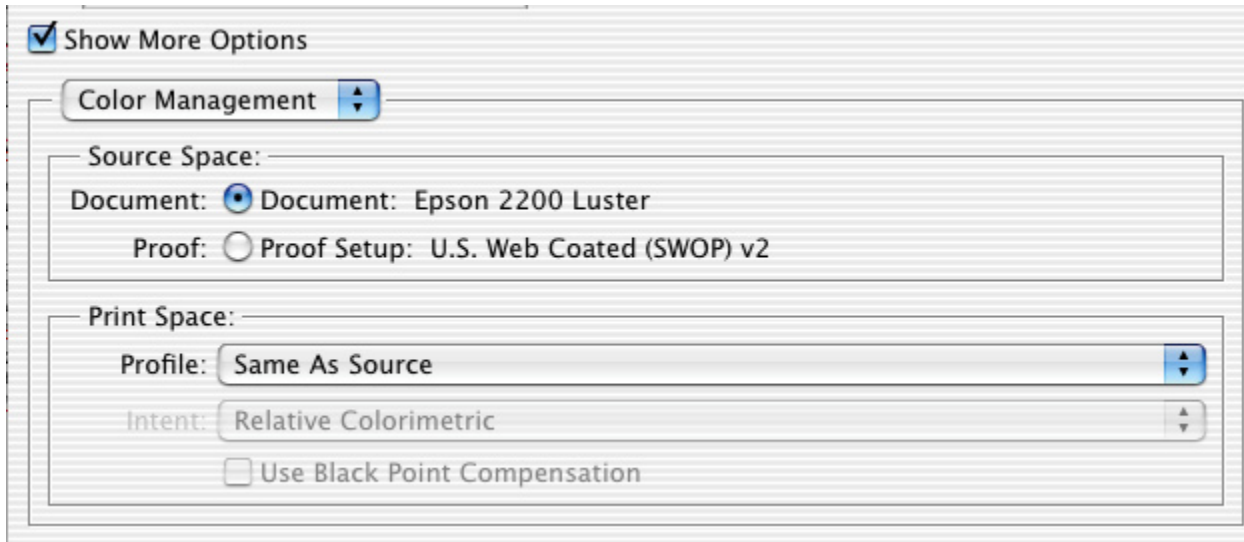 Show More Options
Color Management
Source Space:
Document: Document: Epson 2200 Luster
Proof: Proof Setup: U.S. Web Coated (SWOP) v2
Print Space:
Profile: Same As Source
Intent: Relative Colorimetric
Use Black Point Compensation